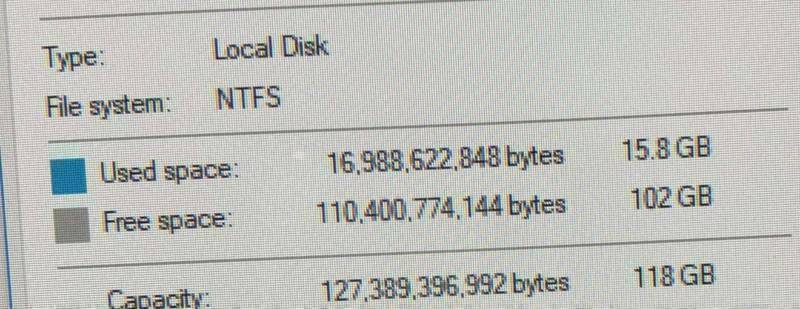 Type: Local Disk
File system: NTFS
Used space: 16,988,622,848 bytes 15.8 GB
Free space: 110,400,774,144 bytes 102 GB
Capacity: 127,389,396,992 bytes 118 GB